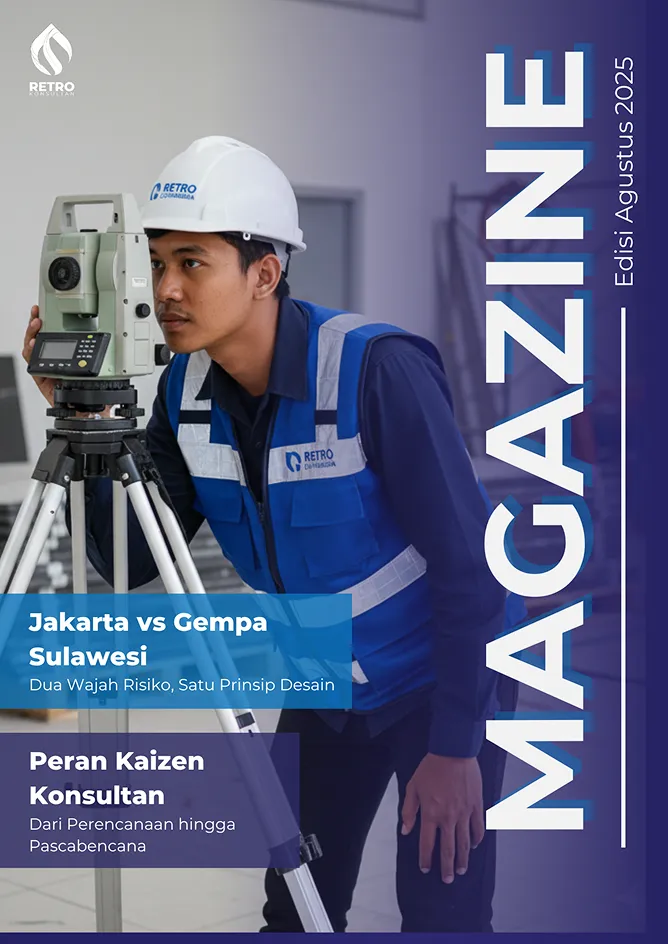 RETRO
KONSULTAN
MAGAZINE
Edisi Agustus 2025
RETRO
RETRO
Jakarta vs Gempa
Sulawesi
Dua Wajah Risiko, Satu Prinsip Desain
Peran Kaizen
Konsultan
Dari Perencanaan hingga
Pascabencana